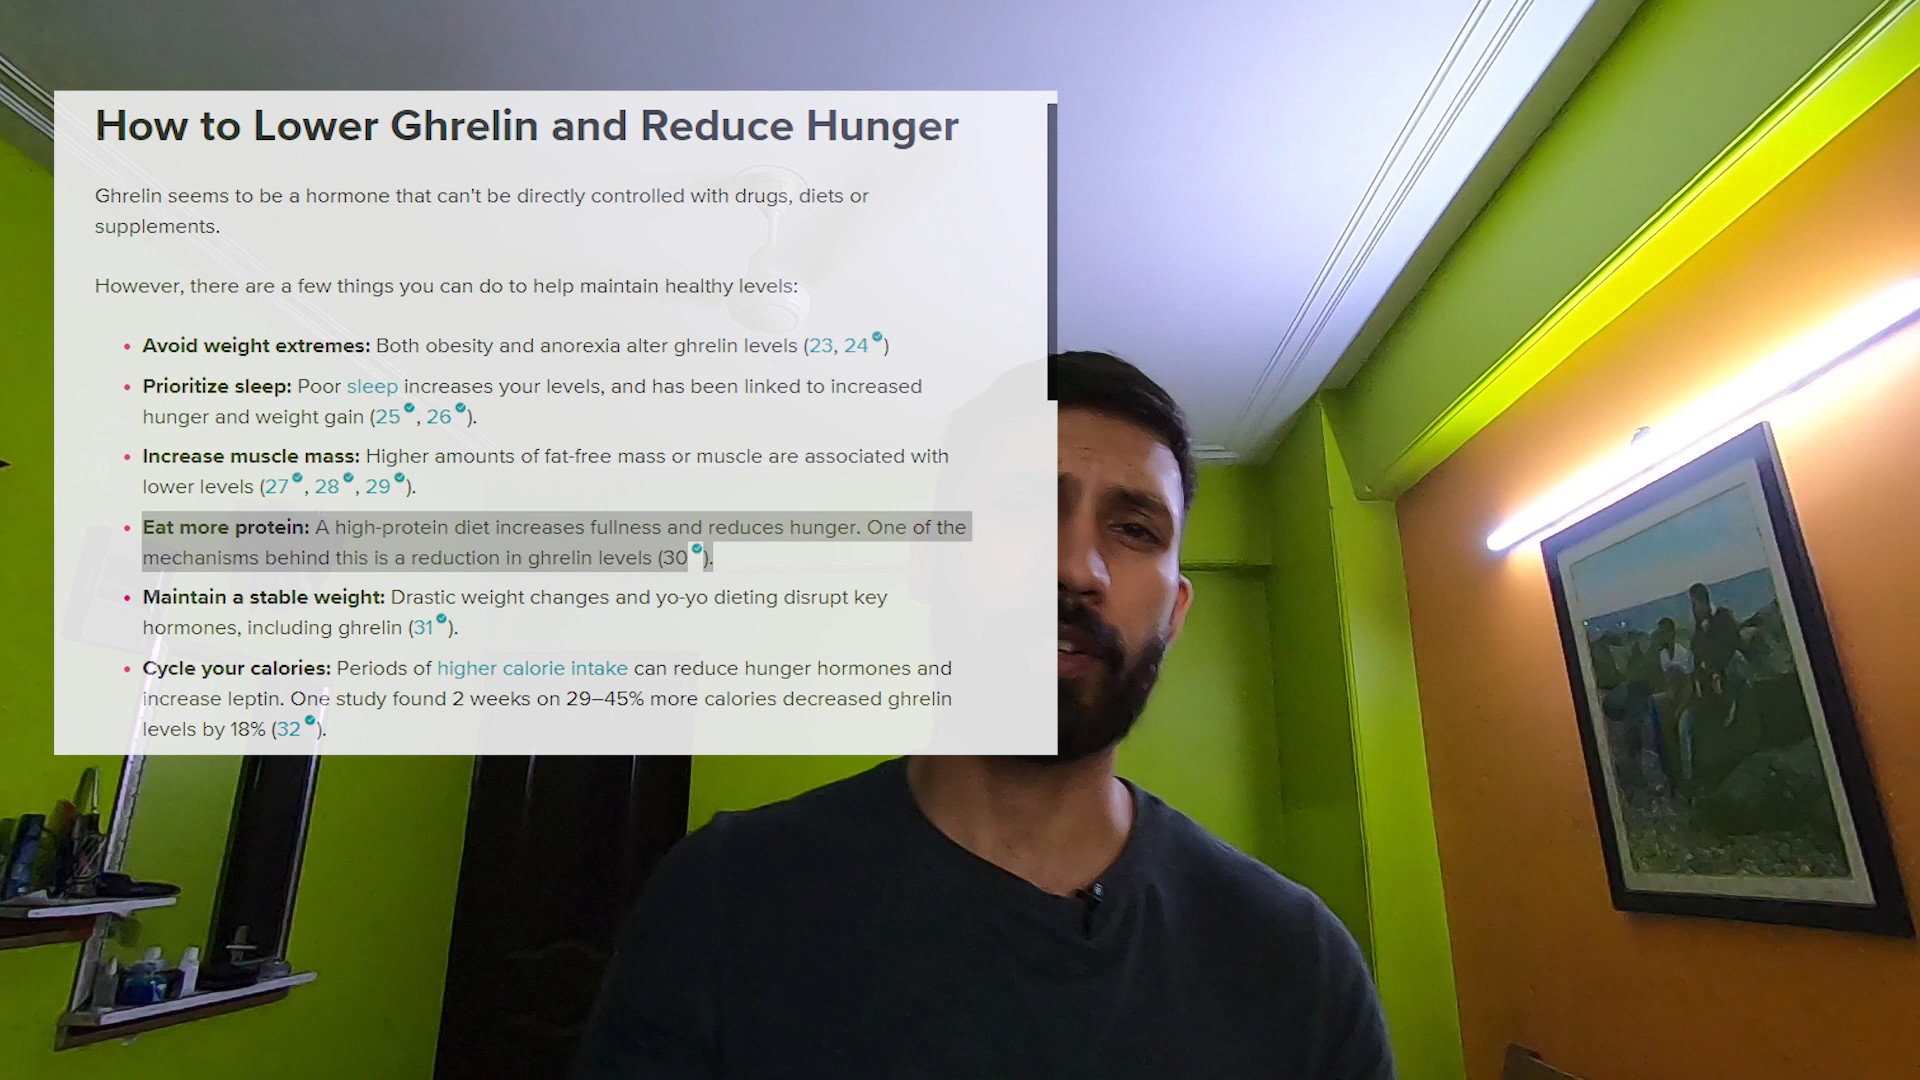 How to Lower Ghrelin and Reduce Hunger
Ghrelin seems to be a hormone that can't be directly controlled with drugs, diets or
supplements.
However, there are a few things you can do to help maintain healthy levels:
• Avoid weight extremes: Both obesity and anorexia alter ghrelin levels (23, 24)
• Prioritize sleep: Poor sleep increases your levels, and has been linked to increased
hunger and weight gain (25, 26).
• Increase muscle mass: Higher amounts of fat-free mass or muscle are associated with
lower levels (27, 28, 29).
• Eat more protein: A high-protein diet increases fullness and reduces hunger. One of the
mechanisms behind this is a reduction in ghrelin levels (30).
• Maintain a stable weight: Drastic weight changes and yo-yo dieting disrupt key
hormones, including ghrelin (31).
• Cycle your calories: Periods of higher calorie intake can reduce hunger hormones and
increase leptin. One study found 2 weeks on 29–45% more calories decreased ghrelin
levels by 18% (32).